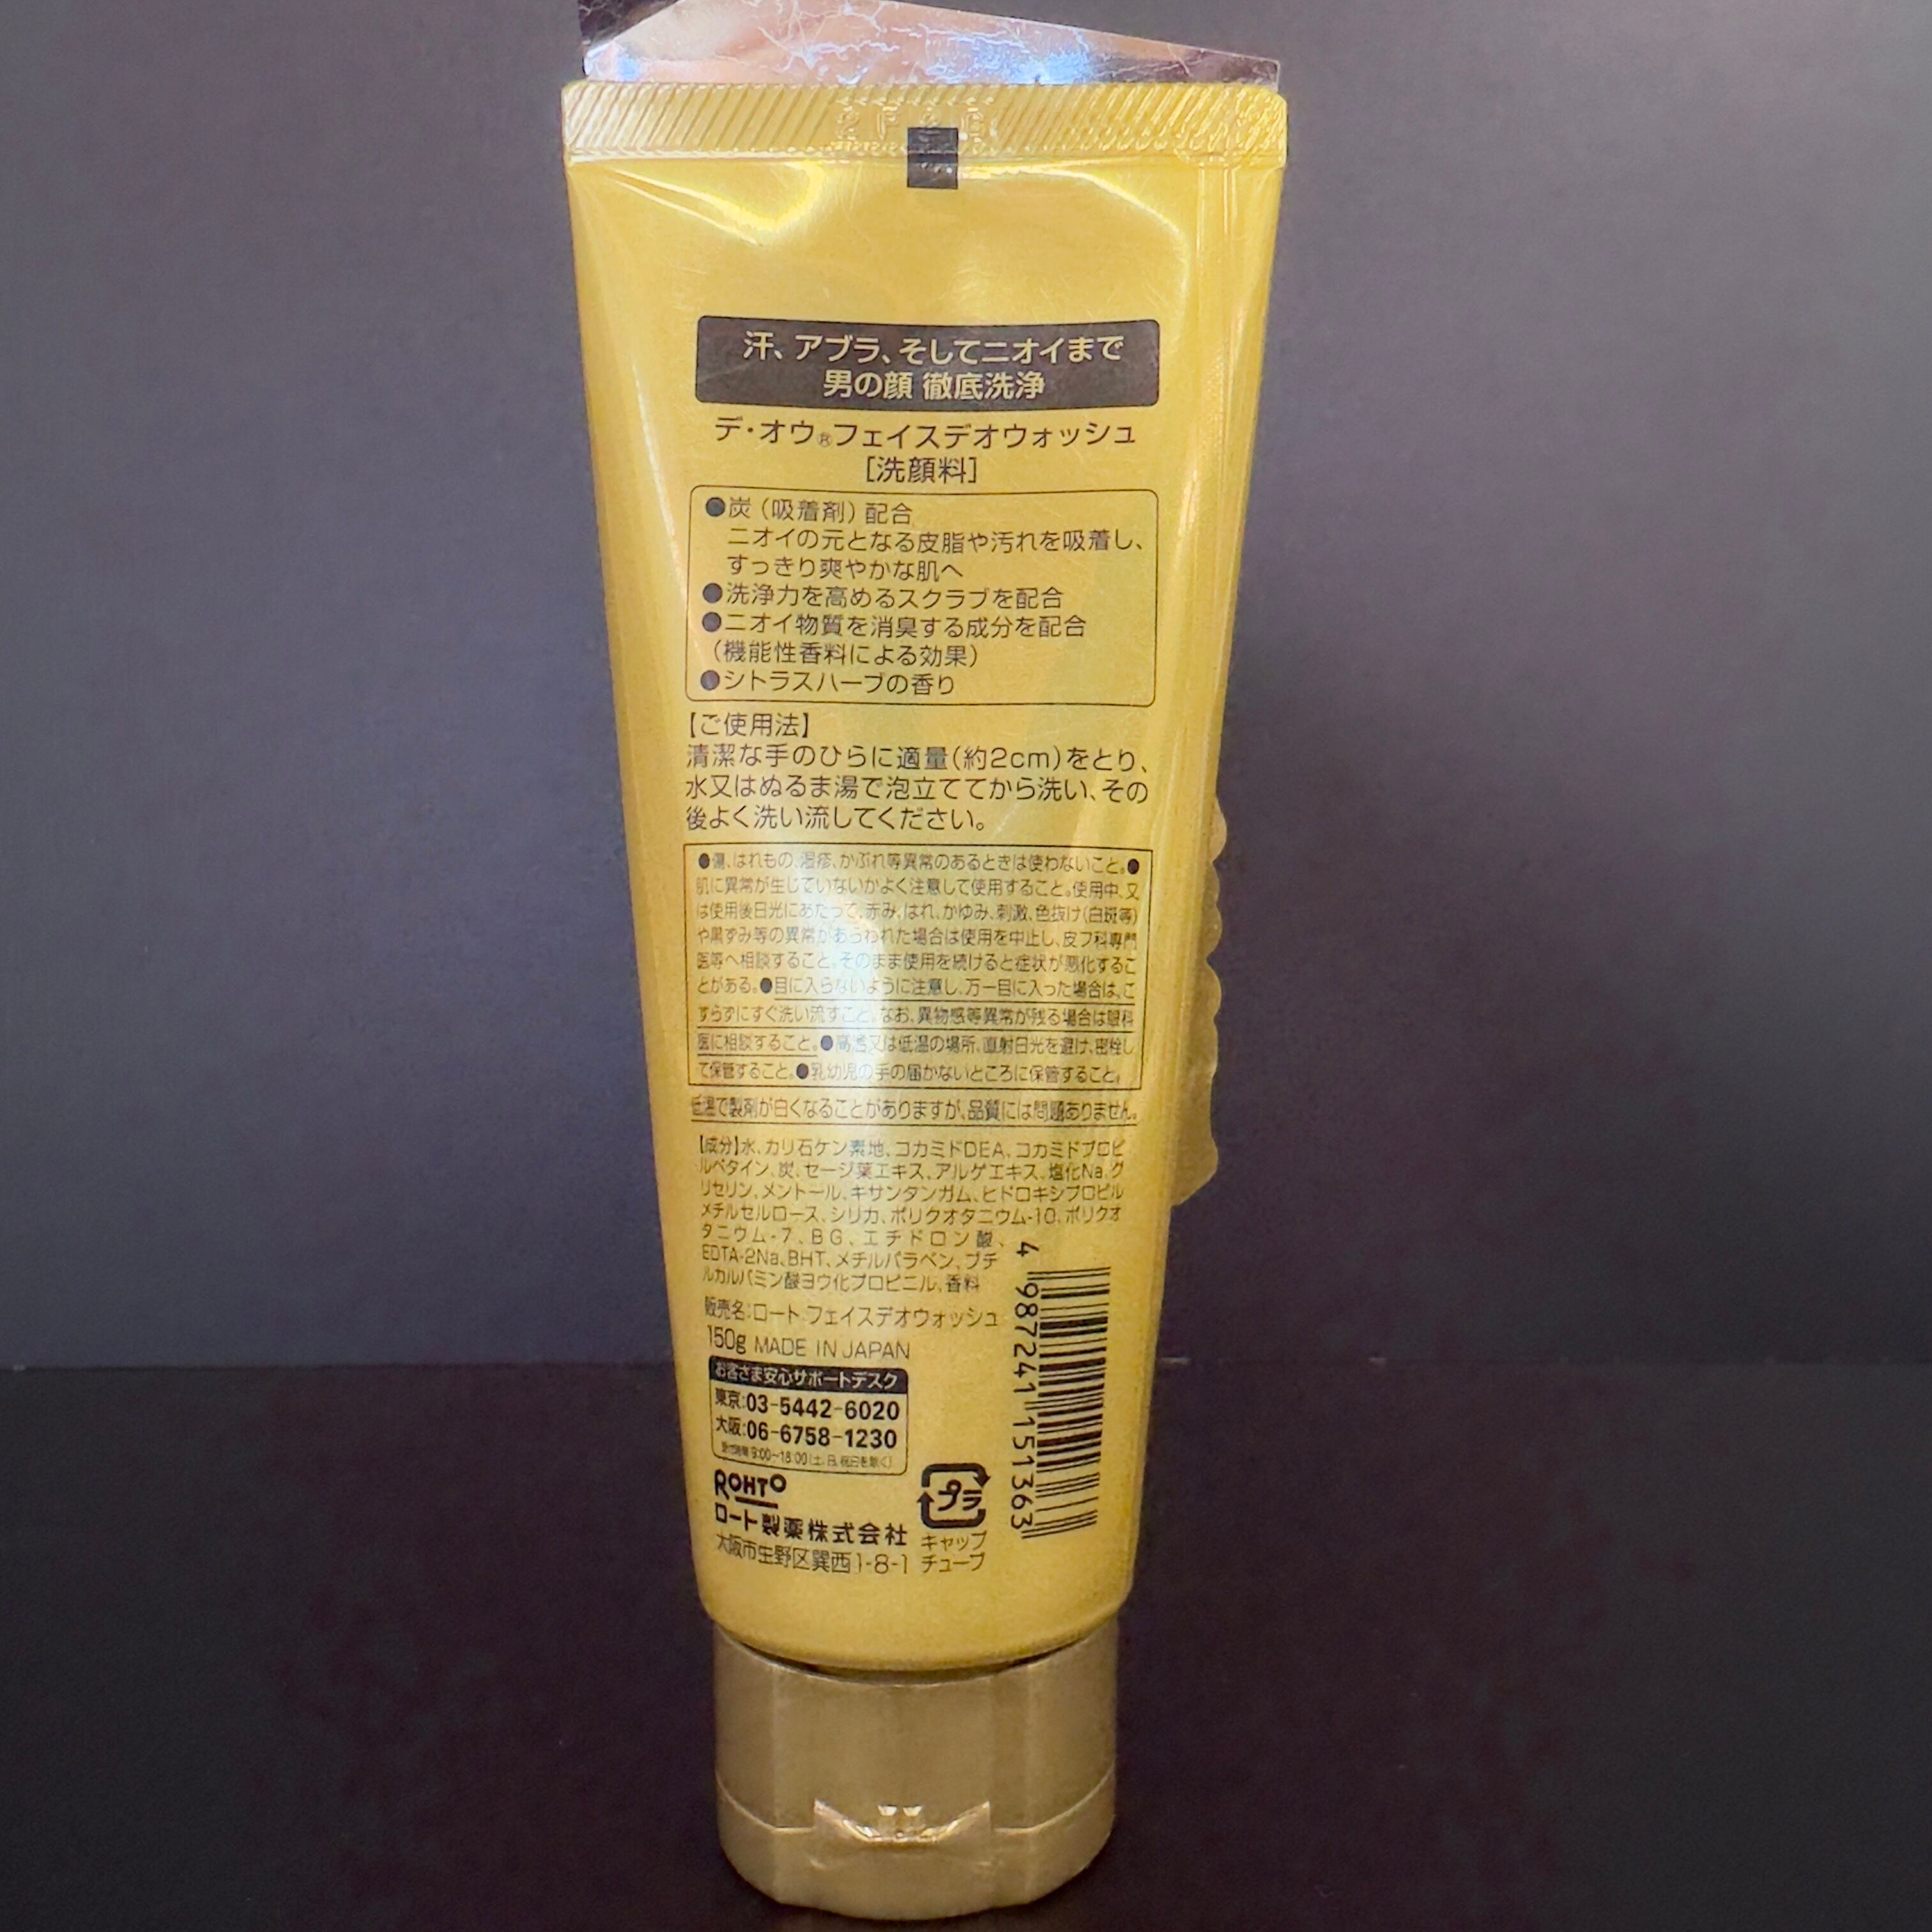 汗、アブラ、そしてニオイまで
男の顔 徹底洗浄
デ・オウ®フェイスデオウォッシュ
[洗顔料]
●炭（吸着剤）配合
ニオイの元となる皮脂や汚れを吸着し、
すっきり爽やかな肌へ
●洗浄力を高めるスクラブを配合
●ニオイ物質を消臭する成分を配合
（機能性香料による効果）
●シトラスハーブの香り
【ご使用法】
清潔な手のひらに適量(約2cm)をとり、
水又はぬるま湯で泡立ててから洗い、その
後よく洗い流してください。
●傷、はれもの、湿疹、かぶれ等異常のあるときは使わないこと。●
肌に異常が生じていないかよく注意して使用すること。使用中、又
は使用後日光にあたって、赤み、はれ、かゆみ、刺激、色抜け(白斑等)
や黒ずみ等の異常があらわれた場合は使用を中止し、皮フ科専門
医等へ相談すること。そのまま使用を続けると症状が悪化するこ
とがある。●目に入らないように注意し、万一目に入った場合は、こ
すらずにすぐ洗い流すこと。なお、異物感等異常が残る場合は眼科
医に相談すること。●高温又は低温の場所、直射日光を避け、密栓し
て保管すること。●乳幼児の手の届かないところに保管すること。
低温で製剤が白くなることがありますが、品質には問題ありません。
【成分】水、カリ石ケン素地、コカミドDEA、コカミドプロピ
ルベタイン、炭、セージ葉エキス、アルゲエキス、塩化Na、グ
リセリン、メントール、キサンタンガム、ヒドロキシプロピル
メチルセルロース、シリカ、ポリクオタニウム-10、ポリクオ
タニウム-7、BG、エチドロン酸、
EDTA-2Na、BHT、メチルパラベン、ブチ
ルカルバミン酸ヨウ化プロピニル、香料
販売名:ロート フェイスデオウォッシュ
150g MADE IN JAPAN
お客さま安心サポートデスク
東京:03-5442-6020
大阪:06-6758-1230
受付時間 9:00~18:00(土、日、祝日を除く)
ROHTO
ロート製薬株式会社
大阪市生野区巽西1-8-1
プラ
キャップ
チューブ
4 987241 151363